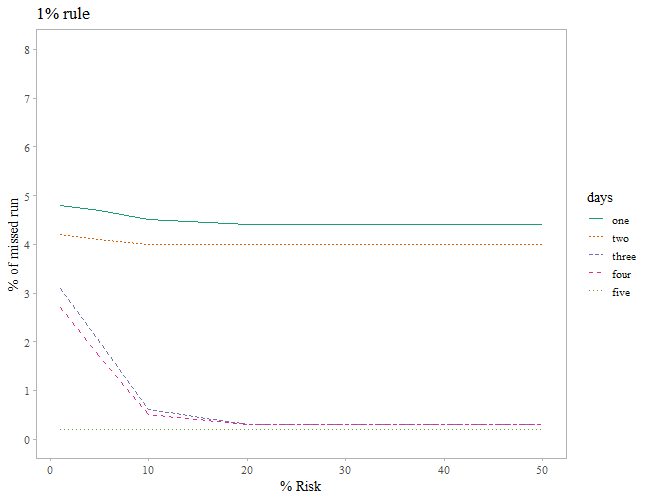 1% rule
8
7
6
5
4
3
2
1
0
% of missed run
0 10 20 30 40 50
% Risk
days
one
two
three
four
five